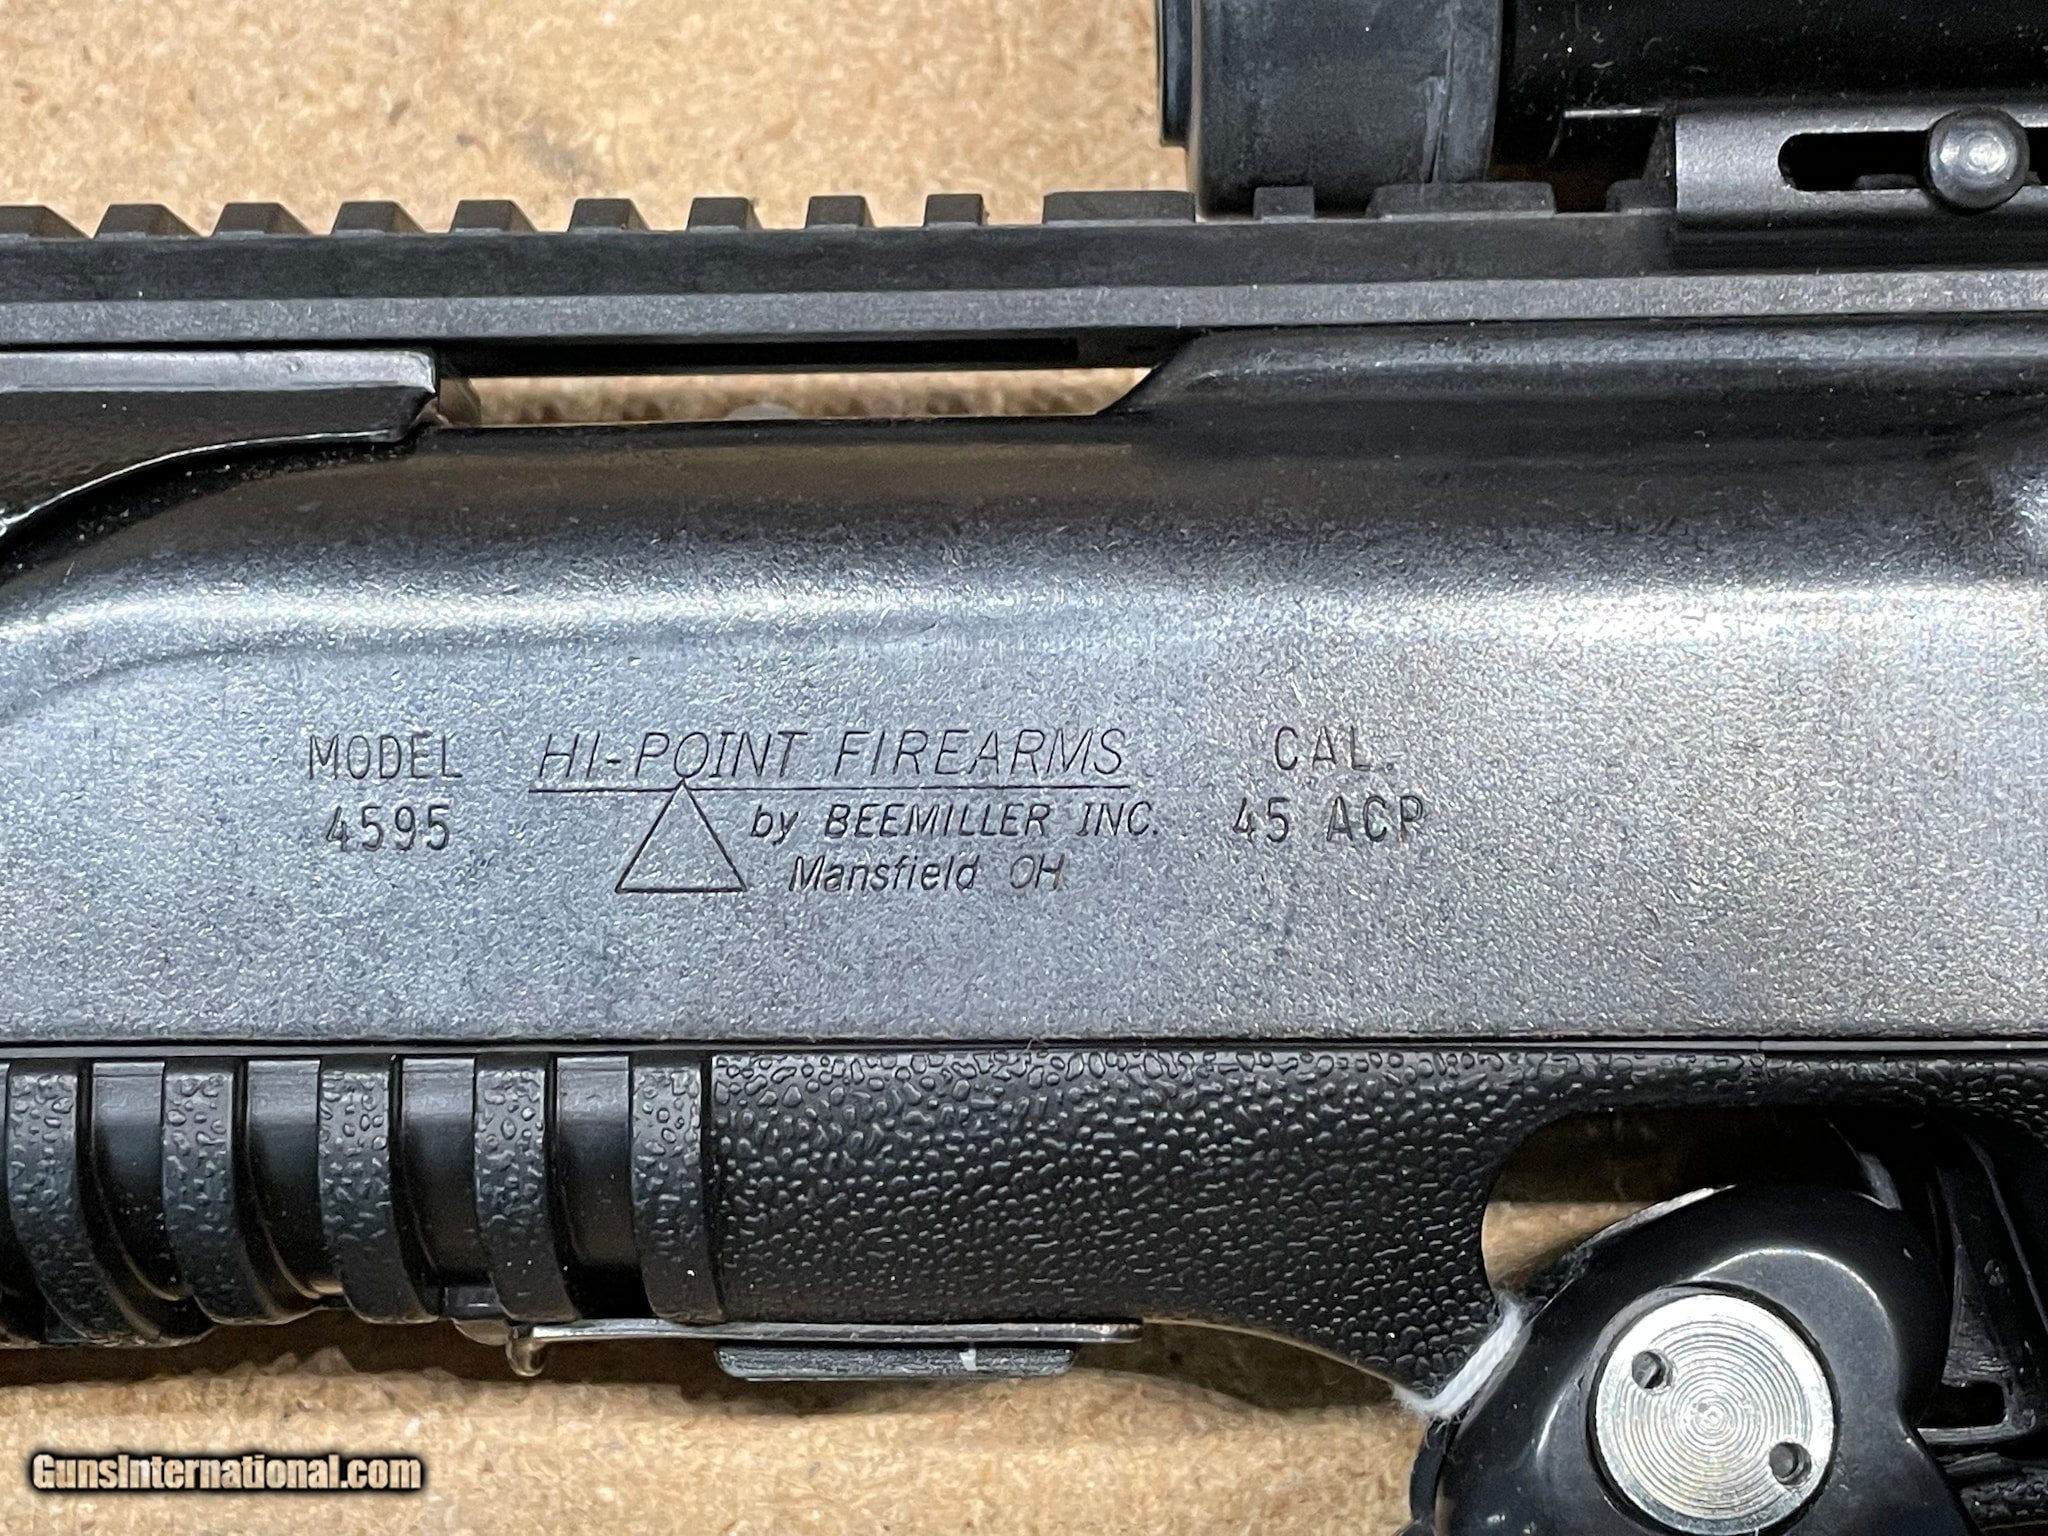 MODEL
4595
HI-POINT FIREARMS
by BEEMILLER INC.
Mansfield OH
CAL.
45 ACP
GunsInternational.com